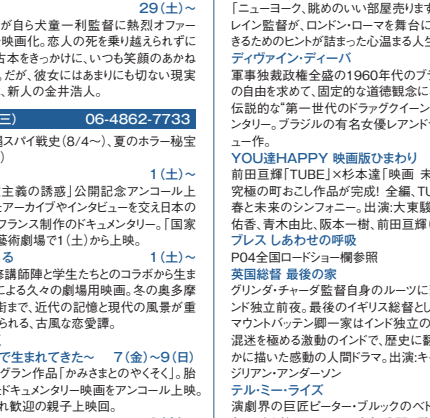 29(土)〜
が自ら犬童一利監督に熱烈オファー
映画化。恋人の死を乗り越えられずに
古本をきっかけに、いつも笑顔のあかね
。だが、彼女にはあまりにも切ない現実
、新人の金井浩人。
三) 06-4862-7733
縄スパイ戦史(8/4〜)、夏のホラー秘宝
)
1(土)〜
主義の誘惑」公開記念アンコール上
たアーカイブやインタビューを交え日本の
フランス制作のドキュメンタリー。「国家
藝術劇場で1(土)から上映。
る 1(土)〜
修講師陣と学生たちとのコラボから生ま
による久々の劇場用映画。冬の奥多摩
街まで、近代の記憶と現代の風景が重
られる、古風な恋愛譚。
で生まれてきた〜 7(金)〜9(日)
グラン作品「かみさまとのやくそく」。胎
たドキュメンタリー映画をアンコール上映。
れ歓迎の親子上映回。
「ニューヨーク、眺めのいい部屋売ります
レイン監督が、ロンドン・ローマを舞台に
きるためのヒントが詰まった心温まる人生
ディヴァイン・ディーバ
軍事独裁政権全盛の1960年代のブラ
の自由を求めて、固定的な道徳観念に
伝説的な“第一世代のドラァグクイーン
ンタリー。ブラジルの有名女優レアンド
ュー作。
YOU達HAPPY 映画版ひまわり
前田亘輝「TUBE」×杉本達「映画 未
究極の町おこし作品が完成! 全編、TU
春と未来のシンフォニー。出演:大東駿
佑香、青木由比、阪本一樹、前田亘輝(
ブレス しあわせの呼吸
P04全国ロードショー欄参照
英国総督 最後の家
グリンダ・チャーダ監督自身のルーツに
ンド独立前夜。最後のイギリス総督とし
マウントバッテン卿一家はインド独立の
混迷を極める激動のインドで、歴史に翻
かに描いた感動の人間ドラマ。出演:キ
ジリアン・アンダーソン
テル・ミー・ライズ
演劇界の巨匠ピーター・ブルックのベト